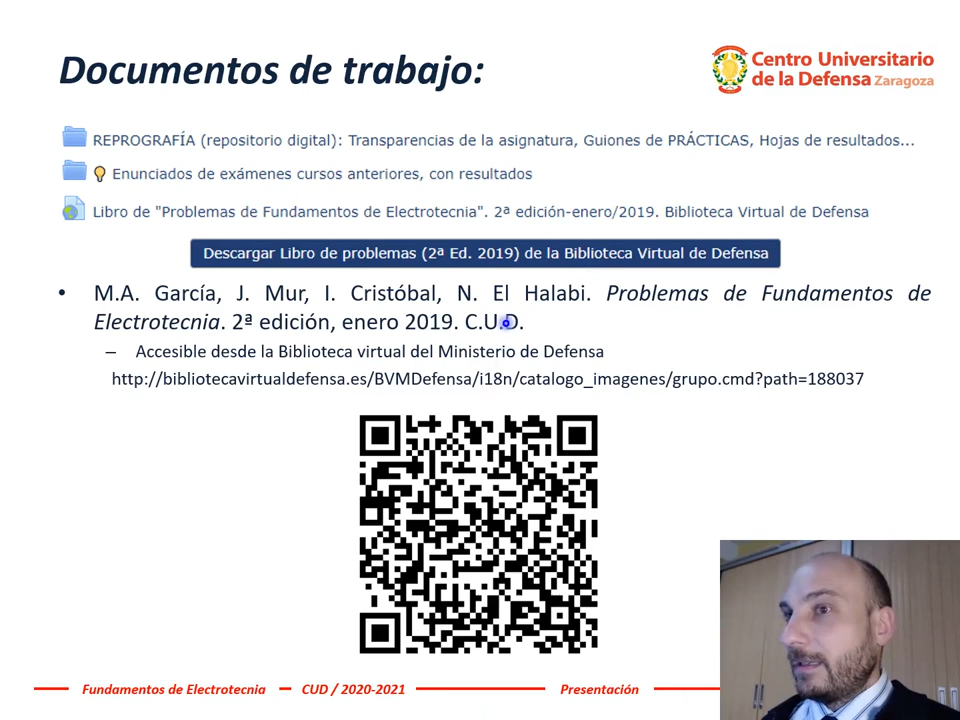 Documentos de trabajo:
Centro Universitario
de la Defensa Zaragoza
REPROGRAFÍA (repositorio digital): Transparencias de la asignatura, Guiones de PRÁCTICAS, Hojas de resultados...
Enunciados de exámenes cursos anteriores, con resultados
Libro de "Problemas de Fundamentos de Electrotecnia". 2ª edición-enero/2019. Biblioteca Virtual de Defensa
Descargar Libro de problemas (2ª Ed. 2019) de la Biblioteca Virtual de Defensa
• M.A. García, J. Mur, I. Cristóbal, N. El Halabi. Problemas de Fundamentos de
Electrotecnia. 2ª edición, enero 2019. C.U.D.
– Accesible desde la Biblioteca virtual del Ministerio de Defensa
http://bibliotecavirtualdefensa.es/BVMDefensa/i18n/catalogo_imagenes/grupo.cmd?path=188037
Fundamentos de Electrotecnia CUD / 2020-2021 Presentación